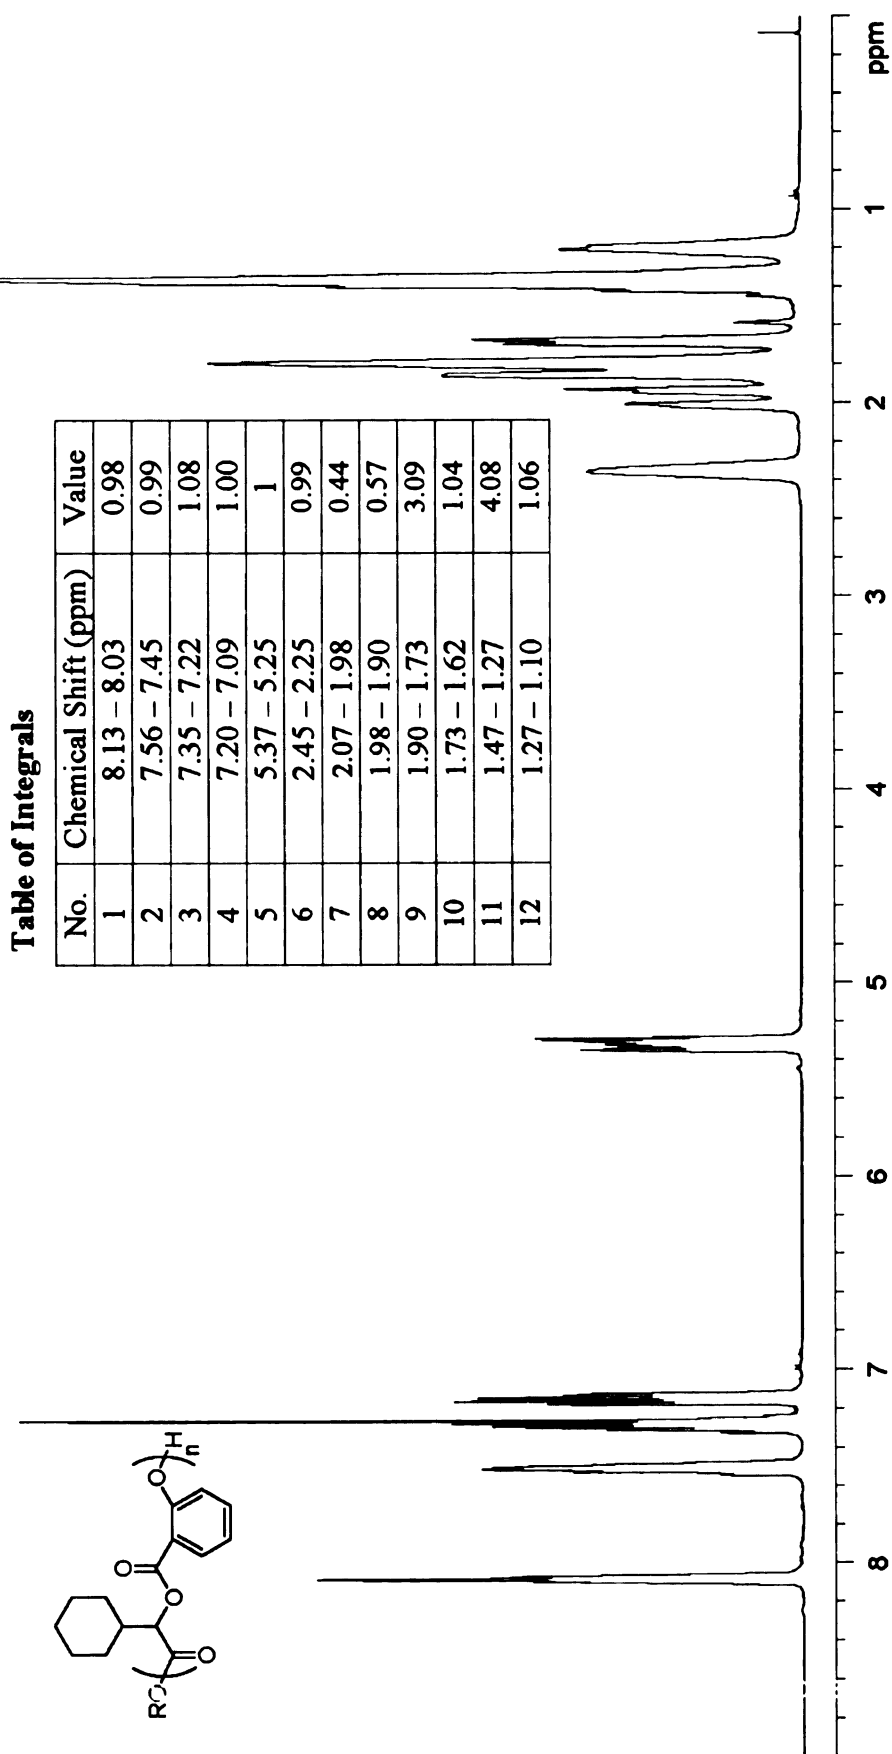 Table of Integrals
No. Chemical Shift (ppm) Value
1 8.13 – 8.03 0.98
2 7.56 – 7.45 0.99
3 7.35 – 7.22 1.08
4 7.20 – 7.09 1.00
5 5.37 – 5.25 1
6 2.45 – 2.25 0.99
7 2.07 – 1.98 0.44
8 1.98 – 1.90 0.57
9 1.90 – 1.73 3.09
10 1.73 – 1.62 1.04
11 1.47 – 1.27 4.08
12 1.27 – 1.10 1.06
RO
O
O
O
O
H
n
8 7 6 5 4 3 2 1 ppm